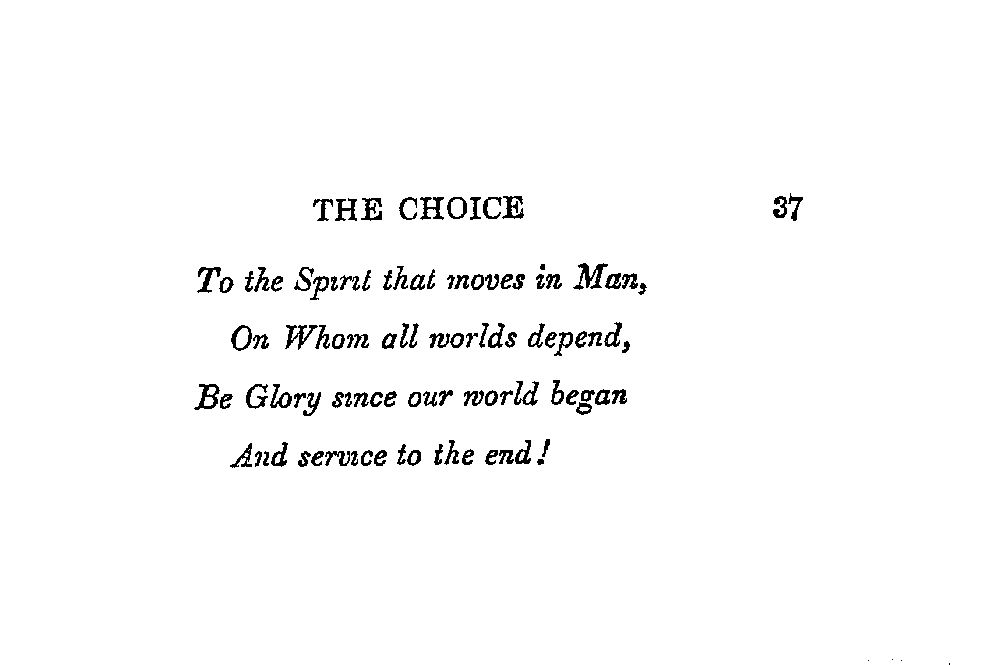 THE CHOICE 37
To the Spirit that moves in Man,
On Whom all worlds depend,
Be Glory since our world began
And service to the end!